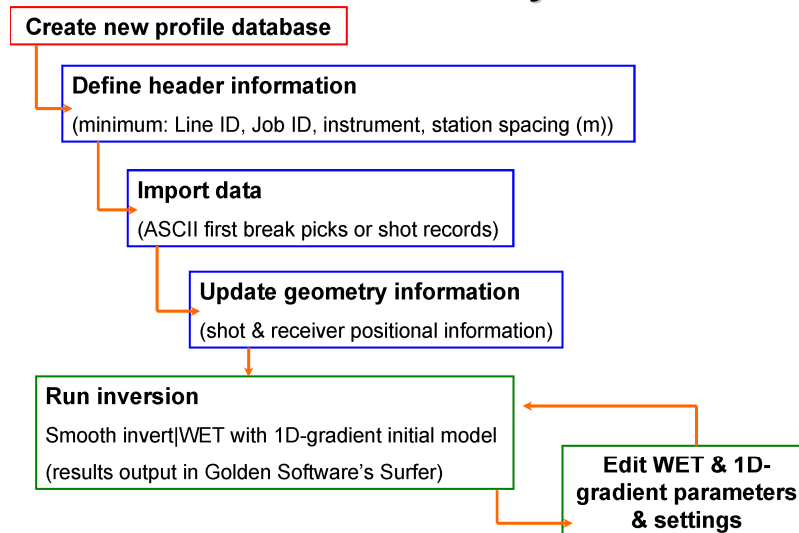 Create new profile database
Define header information
(minimum: Line ID, Job ID, instrument, station spacing (m))
Import data
(ASCII first break picks or shot records)
Update geometry information
(shot & receiver positional information)
Run inversion
Smooth invert|WET with 1D-gradient initial model
(results output in Golden Software’s Surfer)
Edit WET & 1D-
gradient parameters
& settings